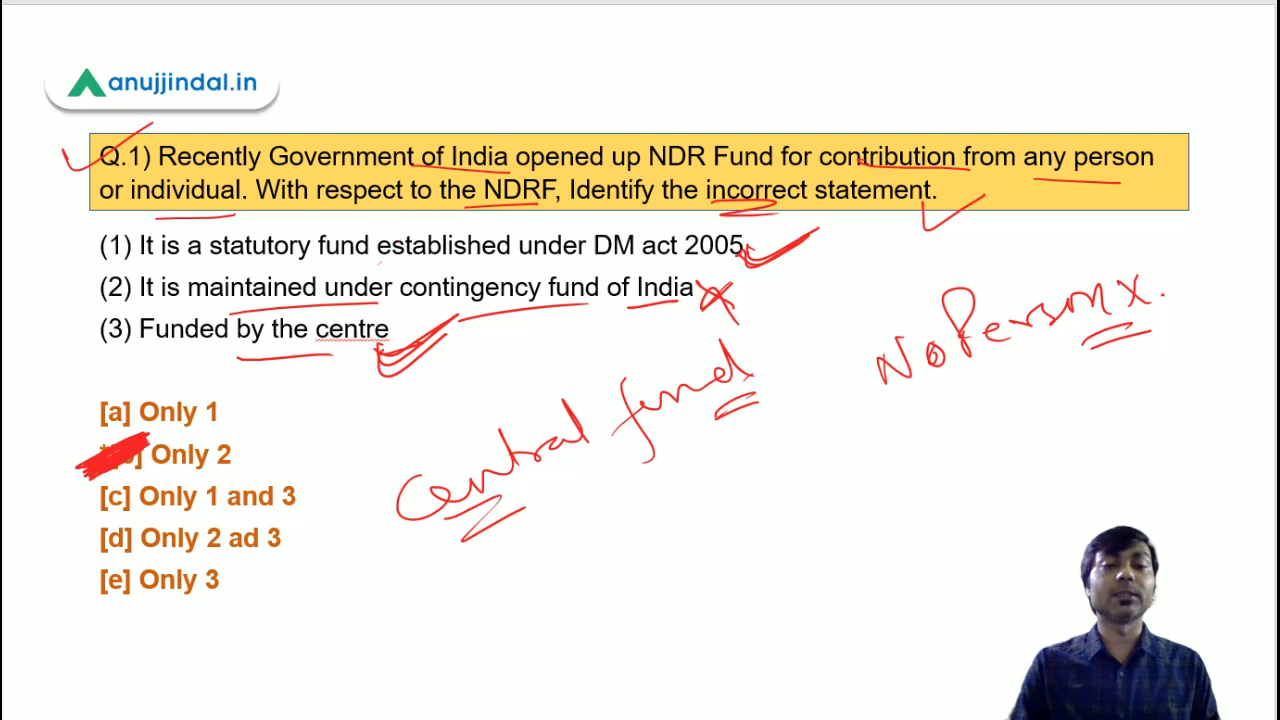 anujjindal.in
Q.1) Recently Government of India opened up NDR Fund for contribution from any person
or individual. With respect to the NDRF, Identify the incorrect statement.
(1) It is a statutory fund established under DM act 2005
(2) It is maintained under contingency fund of India
(3) Funded by the centre
No Person x.
Central fund
[a] Only 1
] Only 2
[c] Only 1 and 3
[d] Only 2 ad 3
[e] Only 3